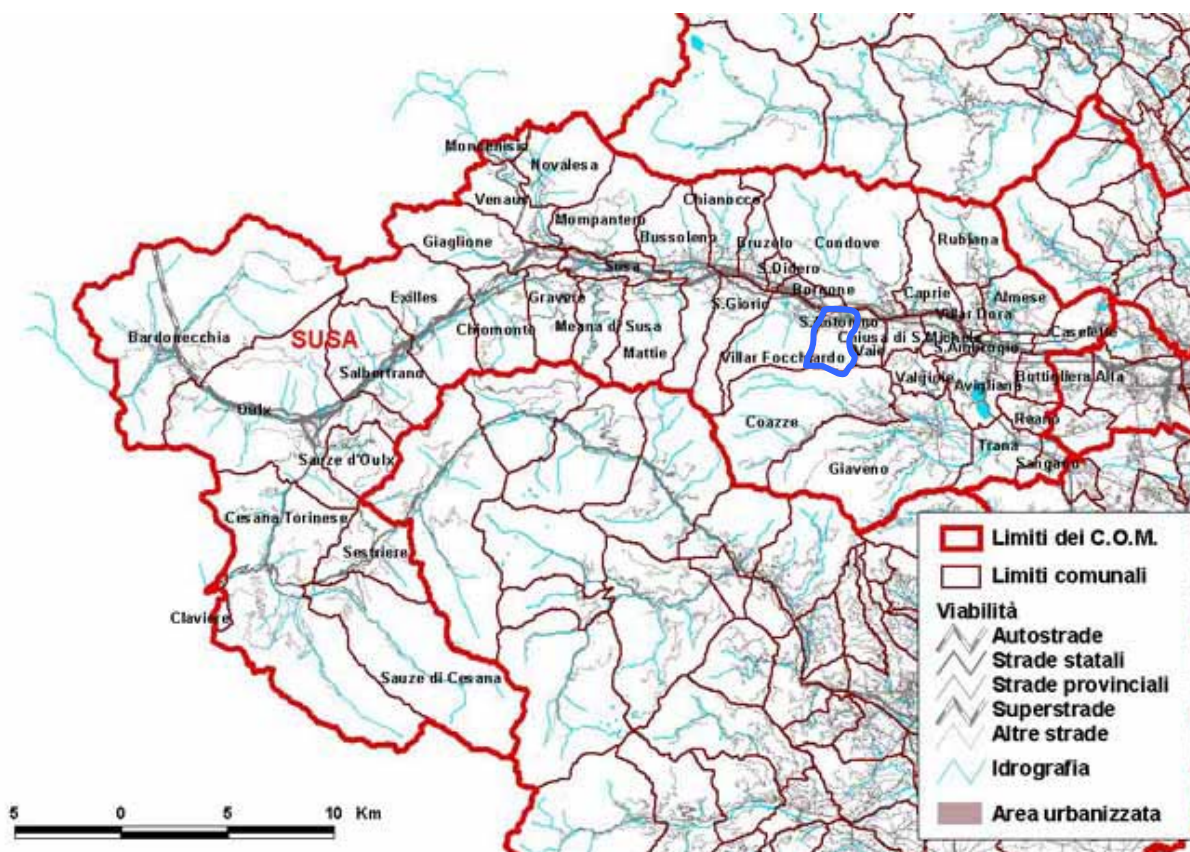 Moncenisio
Novalesa
Venaus
Chianocco
Mompantero
Giaglione
Bussoleno
Bruzolo
Condove
Rubiana
Susa
S.Didero
Exilles
Gravere
Borgone
Caprie
Almese
S.Giorio
Bardonecchia
SUSA
Chiomonte
Meana di Susa
S.Antonino
Villar Dora
Chiusa di S.Michele
Caselette
Mattie
Villar Focchiardo
Vaie
S.Ambrogio
Salbertrand
Valgioie
Avigliana
Buttigliera Alta
Oulx
Coazze
Reano
Trana
Sauze d'Oulx
Giaveno
Sangano
Cesana Torinese
Sestriere
Claviere
Sauze di Cesana
Limiti dei C.O.M.
Limiti comunali
Viabilità
Autostrade
Strade statali
Strade provinciali
Superstrade
Altre strade
Idrografia
Area urbanizzata
5 0 5 10 Km